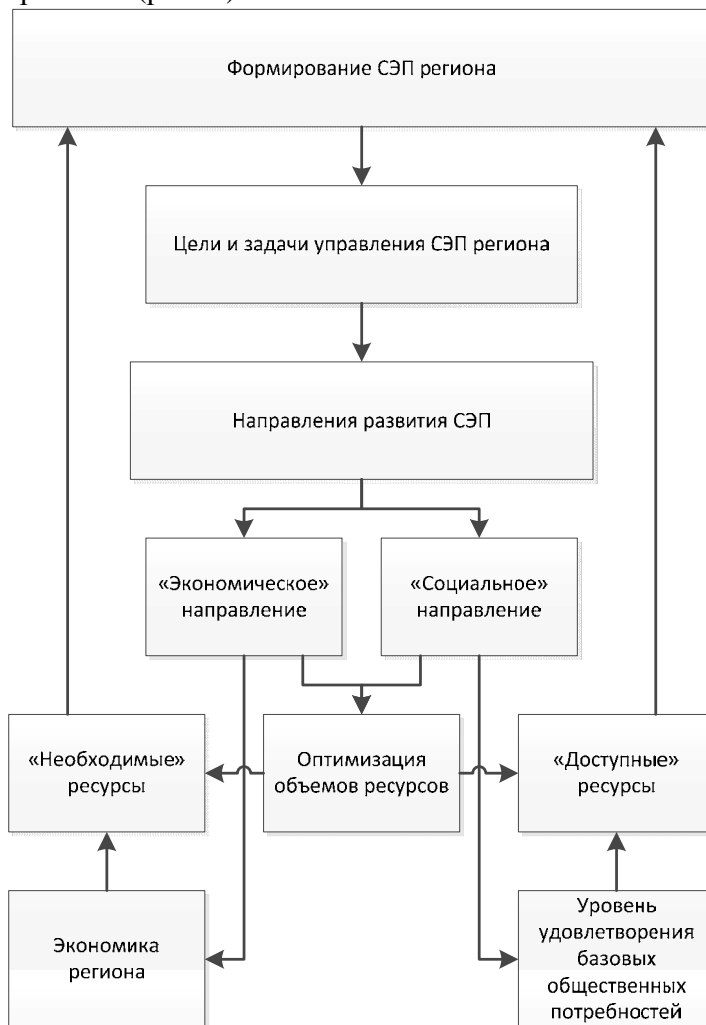 Формирование СЭП региона
Цели и задачи управления СЭП региона
Направления развития СЭП
«Экономическое»
направление
«Социальное»
направление
«Необходимые»
ресурсы
Оптимизация
объемов ресурсов
«Доступные»
ресурсы
Экономика
региона
Уровень
удовлетворения
базовых
общественных
потребностей